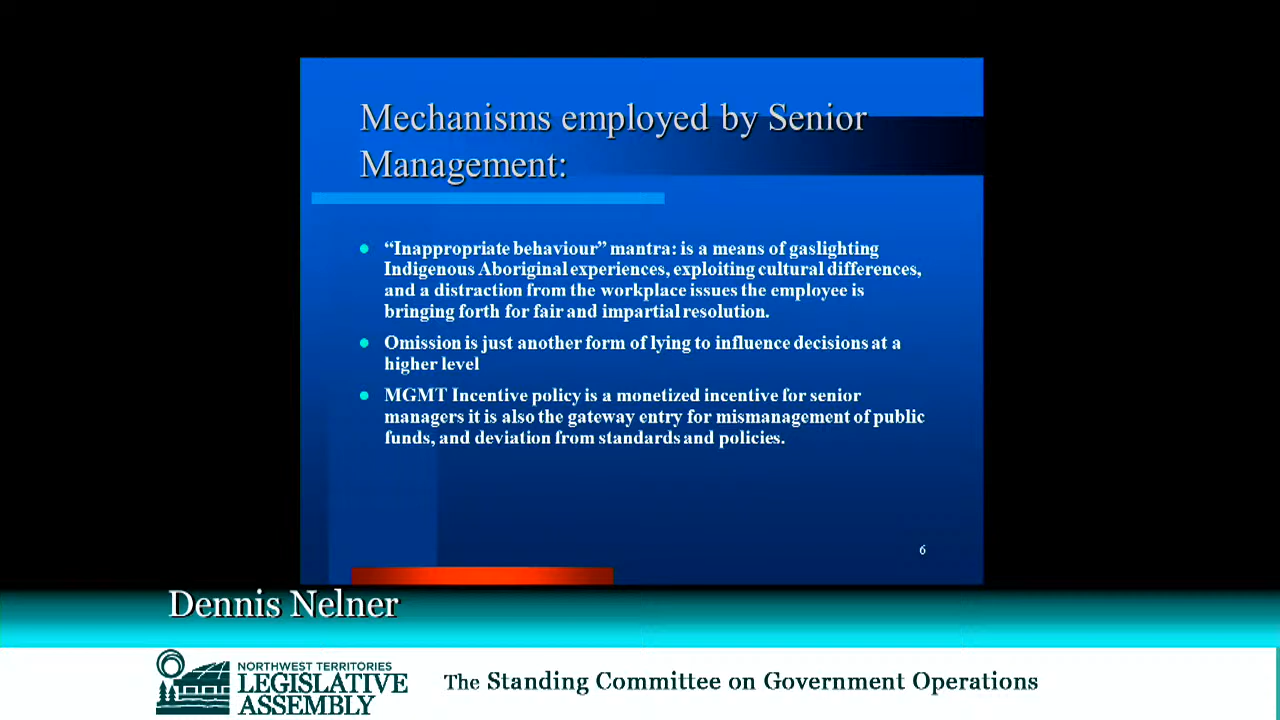 Mechanisms employed by Senior
Management:
“Inappropriate behaviour” mantra: is a means of gaslighting
Indigenous Aboriginal experiences, exploiting cultural differences,
and a distraction from the workplace issues the employee is
bringing forth for fair and impartial resolution.
Omission is just another form of lying to influence decisions at a
higher level
MGMT Incentive policy is a monetized incentive for senior
managers it is also the gateway entry for mismanagement of public
funds, and deviation from standards and policies.
6
Dennis Nelner
NORTHWEST TERRITORIES
LEGISLATIVE
ASSEMBLY
The Standing Committee on Government Operations